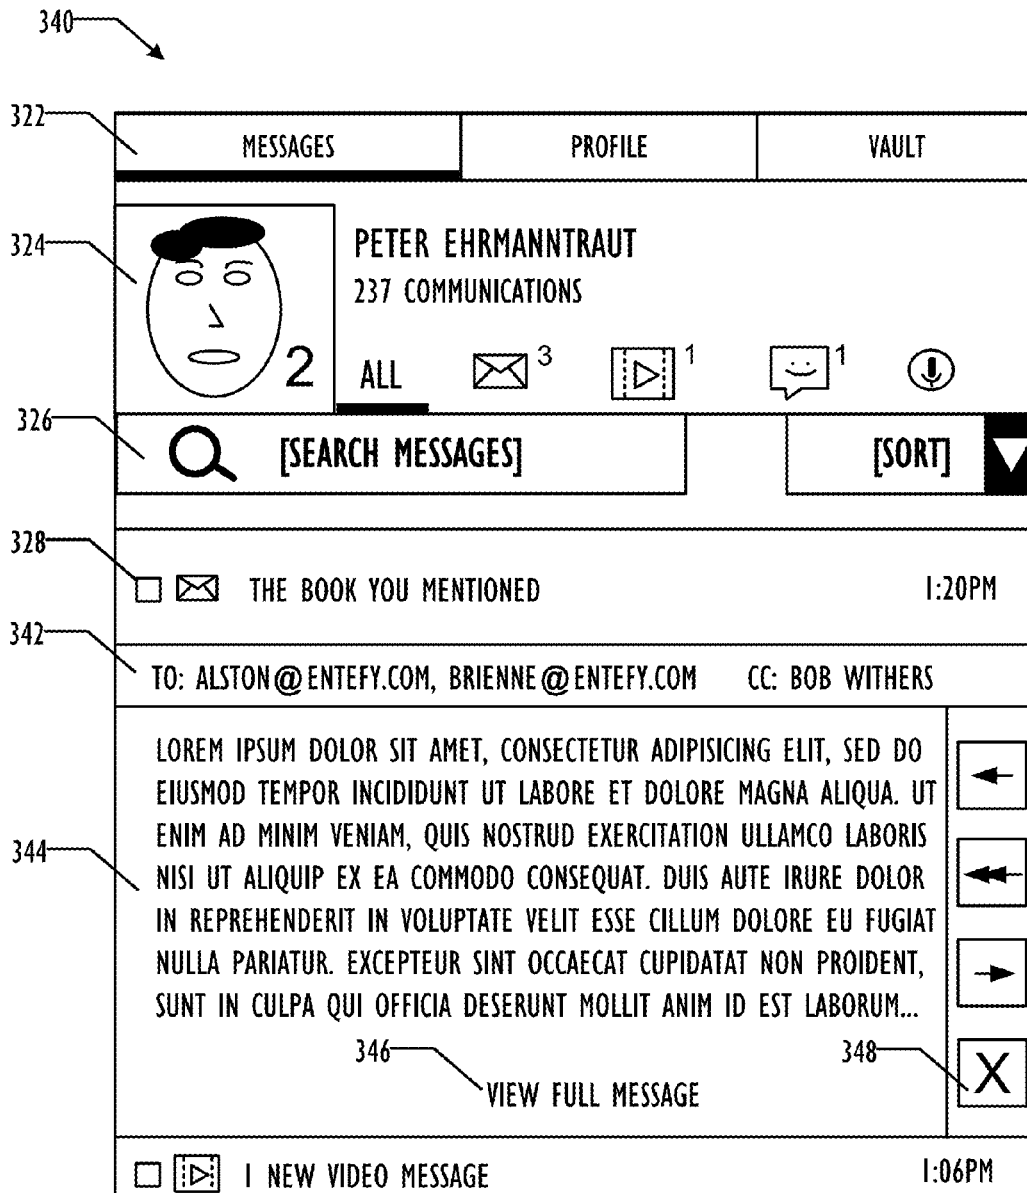 340
322
MESSAGES PROFILE VAULT
324
PETER EHRMANNTRAUT
237 COMMUNICATIONS
2 ALL 3 1 1
326
[SEARCH MESSAGES] [SORT]
328
THE BOOK YOU MENTIONED 1:20PM
342
TO: ALSTON@ENTEFY.COM, BRIENNE@ENTEFY.COM CC: BOB WITHERS
LOREM IPSUM DOLOR SIT AMET, CONSECTETUR ADIPISICING ELIT, SED DO
EIUSMOD TEMPOR INCIDIDUNT UT LABORE ET DOLORE MAGNA ALIQUA. UT
ENIM AD MINIM VENIAM, QUIS NOSTRUD EXERCITATION ULLAMCO LABORIS
344
NISI UT ALIQUIP EX EA COMMODO CONSEQUAT. DUIS AUTE IRURE DOLOR
IN REPREHENDERIT IN VOLUPTATE VELIT ESSE CILLUM DOLORE EU FUGIAT
NULLA PARIATUR. EXCEPTEUR SINT OCCAECAT CUPIDATAT NON PROIDENT,
SUNT IN CULPA QUI OFFICIA DESERUNT MOLLIT ANIM ID EST LABORUM...
346 348
VIEW FULL MESSAGE X
1 NEW VIDEO MESSAGE 1:06PM